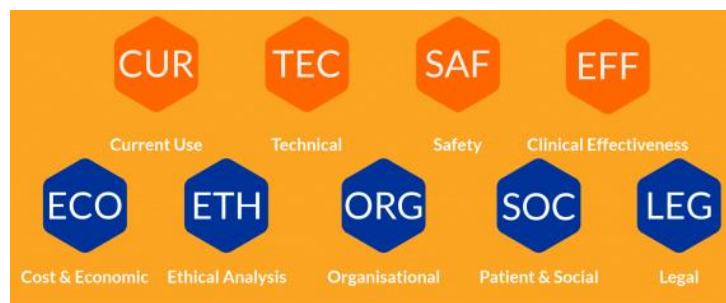 CUR TEC SAF EFF
Current Use Technical Safety Clinical Effectiveness
ECO ETH ORG SOC LEG
Cost & Economic Ethical Analysis Organisational Patient & Social Legal